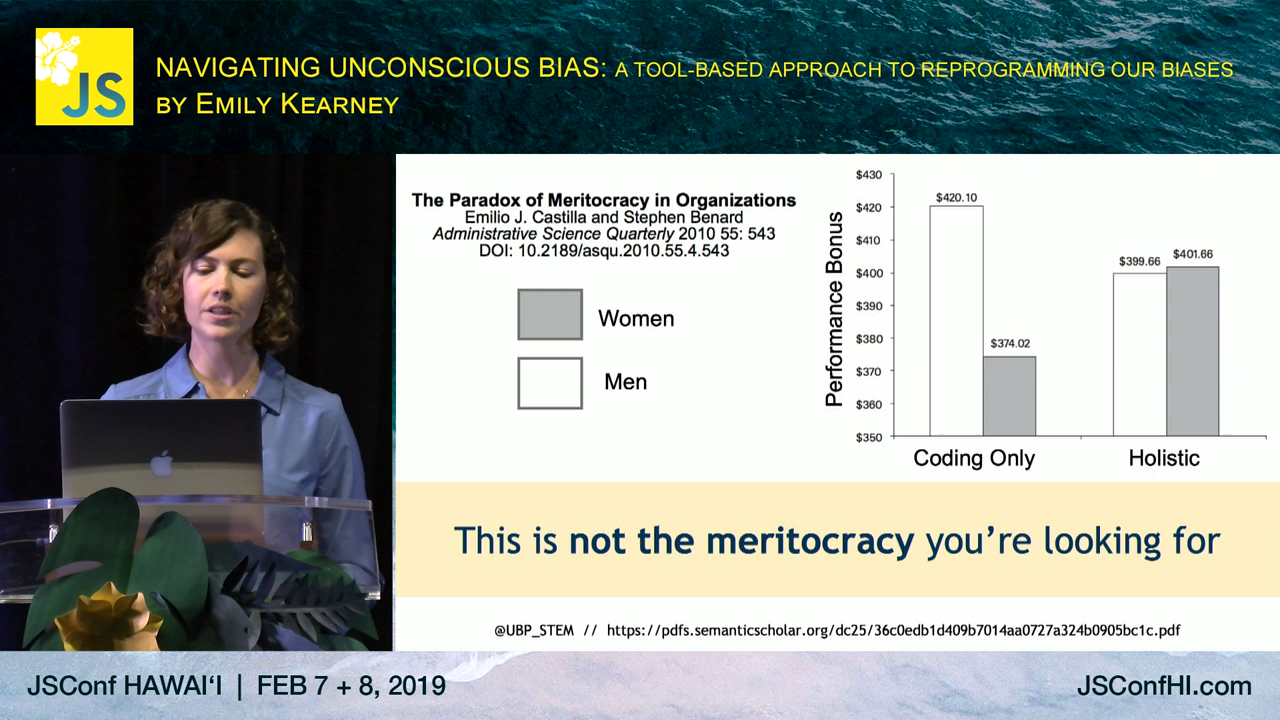 JS
NAVIGATING UNCONSCIOUS BIAS: A TOOL-BASED APPROACH TO REPROGRAMMING OUR BIASES
BY EMILY KEARNEY
The Paradox of Meritocracy in Organizations
Emilio J. Castilla and Stephen Benard
Administrative Science Quarterly 2010 55: 543
DOI: 10.2189/asqu.2010.55.4.543
Women
Men
Performance Bonus
$430
$420
$410
$400
$390
$380
$370
$360
$350
$420.10
$374.02
$399.66
$401.66
Coding Only
Holistic
This is not the meritocracy you're looking for
@UBP_STEM // https://pdfs.semanticscholar.org/dc25/36c0edb1d409b7014aa0727a324b0905bc1c.pdf
JSConf HAWAI‘I | FEB 7 + 8, 2019
JSConfHI.com